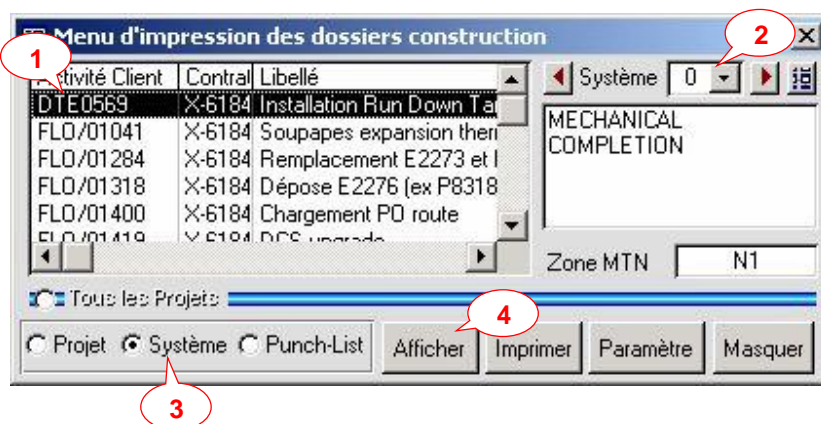 Menu d'impression des dossiers construction
1
2
Activité Client Contrat Libellé
Système 0
DTE0569 X-6184 Installation Run Down Ta
FLO/01041 X-6184 Soupapes expansion ther
FLO/01284 X-6184 Remplacement E2273 et
FLO/01318 X-6184 Dépose E2276 (ex P8318
FLO/01400 X-6184 Chargement PO route
FLO/01419 X-6184 DCS upgrade
MECHANICAL
COMPLETION
Zone MTN N1
Tous les Projets
4
Projet Système Punch-List Afficher Imprimer Paramètre Masquer
3